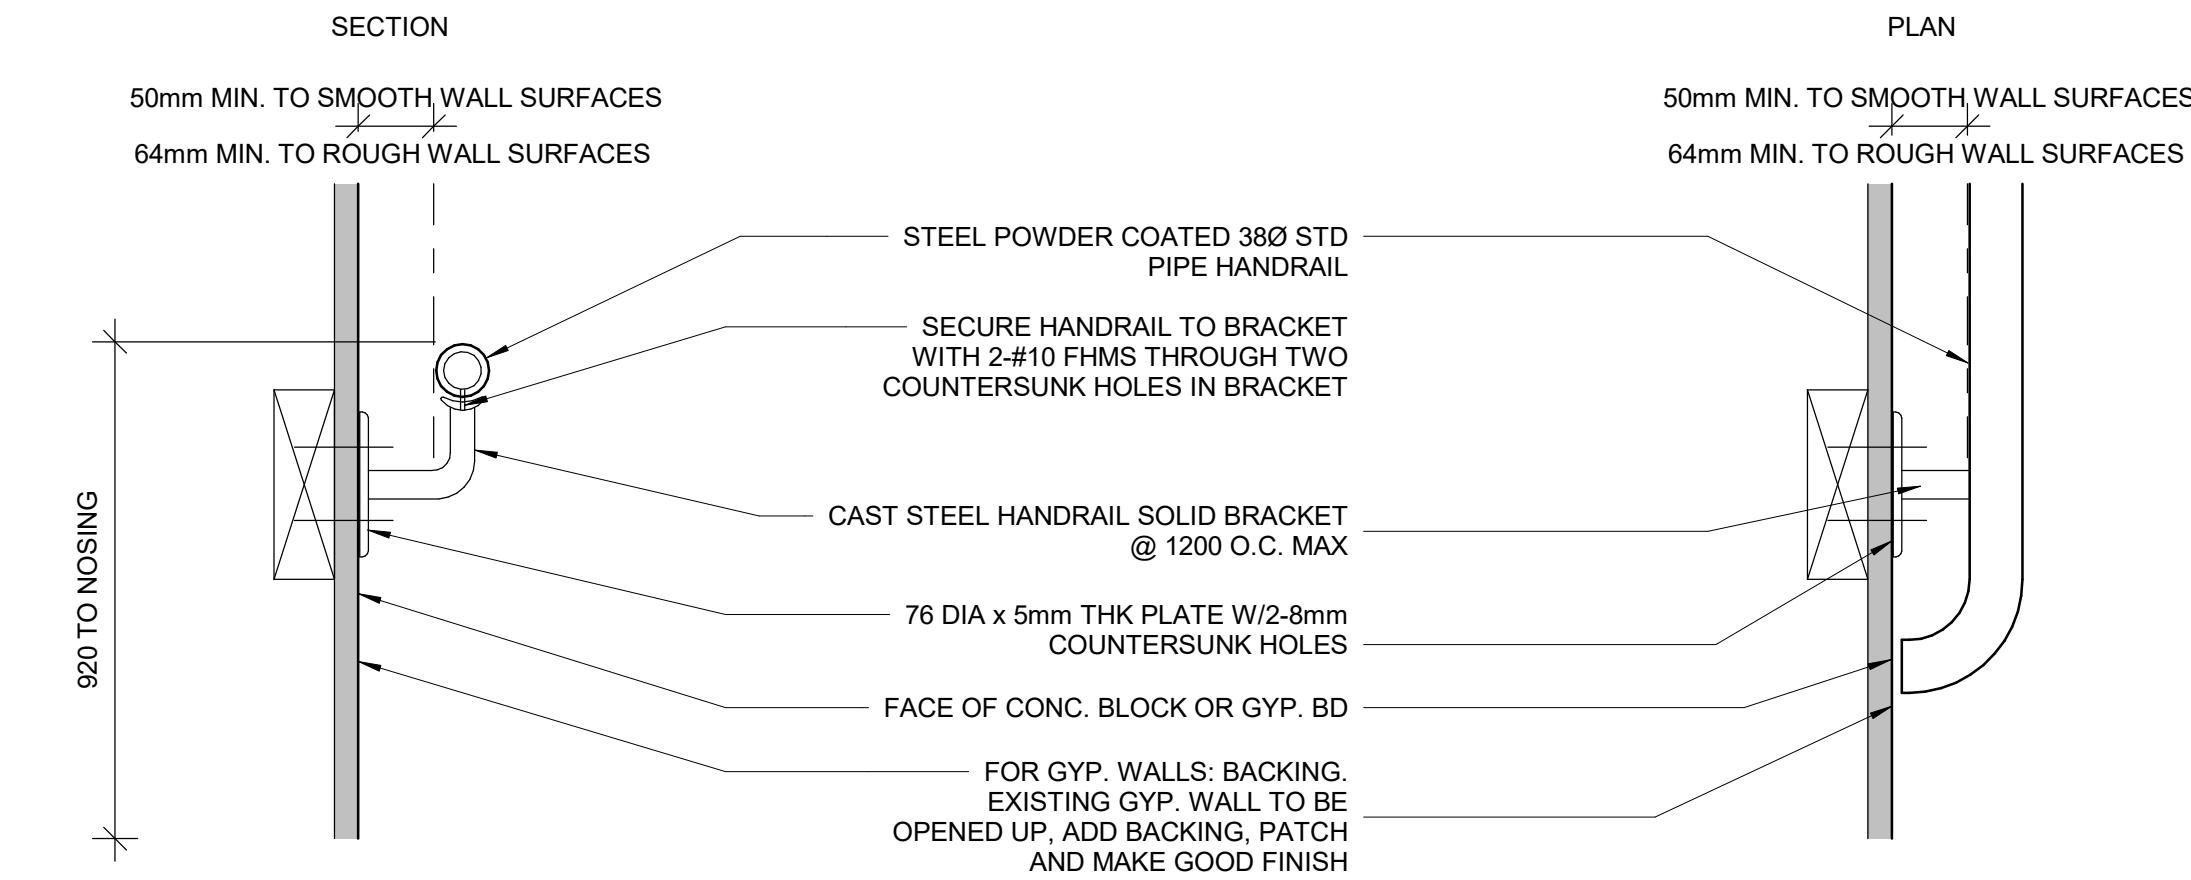 SECTION
PLAN
50mm MIN. TO SMOOTH WALL SURFACES
64mm MIN. TO ROUGH WALL SURFACES
50mm MIN. TO SMOOTH WALL SURFACES
64mm MIN. TO ROUGH WALL SURFACES
STEEL POWDER COATED 38Ø STD
PIPE HANDRAIL
SECURE HANDRAIL TO BRACKET
WITH 2-#10 FHMS THROUGH TWO
COUNTERSUNK HOLES IN BRACKET
CAST STEEL HANDRAIL SOLID BRACKET
@ 1200 O.C. MAX
76 DIA x 5mm THK PLATE W/2-8mm
COUNTERSUNK HOLES
FACE OF CONC. BLOCK OR GYP. BD
FOR GYP. WALLS: BACKING.
EXISTING GYP. WALL TO BE
OPENED UP, ADD BACKING, PATCH
AND MAKE GOOD FINISH
920 TO NOSING